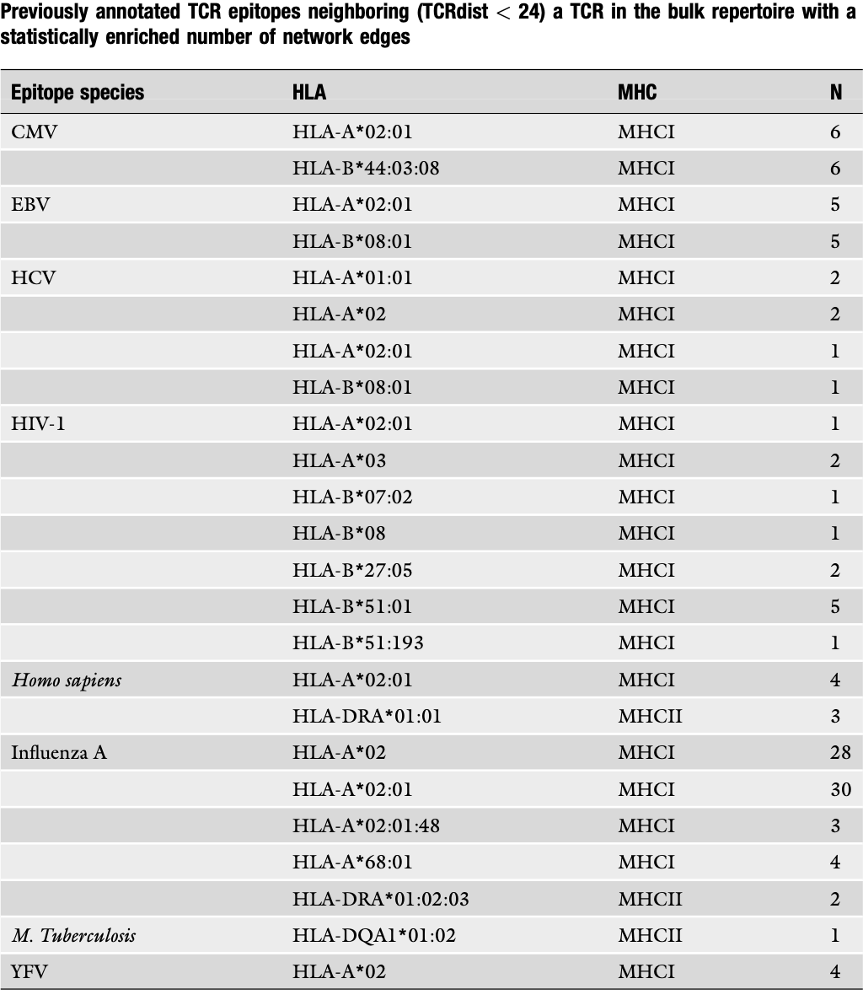 Previously annotated TCR epitopes neighboring (TCRdist < 24) a TCR in the bulk repertoire with a
statistically enriched number of network edges
Epitope species HLA MHC N
CMV HLA-A*02:01 MHCI 6
HLA-B*44:03:08 MHCI 6
EBV HLA-A*02:01 MHCI 5
HLA-B*08:01 MHCI 5
HCV HLA-A*01:01 MHCI 2
HLA-A*02 MHCI 2
HLA-A*02:01 MHCI 1
HLA-B*08:01 MHCI 1
HIV-1 HLA-A*02:01 MHCI 1
HLA-A*03 MHCI 2
HLA-B*07:02 MHCI 1
HLA-B*08 MHCI 1
HLA-B*27:05 MHCI 2
HLA-B*51:01 MHCI 5
HLA-B*51:193 MHCI 1
Homo sapiens HLA-A*02:01 MHCI 4
HLA-DRA*01:01 MHCII 3
Influenza A HLA-A*02 MHCI 28
HLA-A*02:01 MHCI 30
HLA-A*02:01:48 MHCI 3
HLA-A*68:01 MHCI 4
HLA-DRA*01:02:03 MHCII 2
M. Tuberculosis HLA-DQA1*01:02 MHCII 1
YFV HLA-A*02 MHCI 4